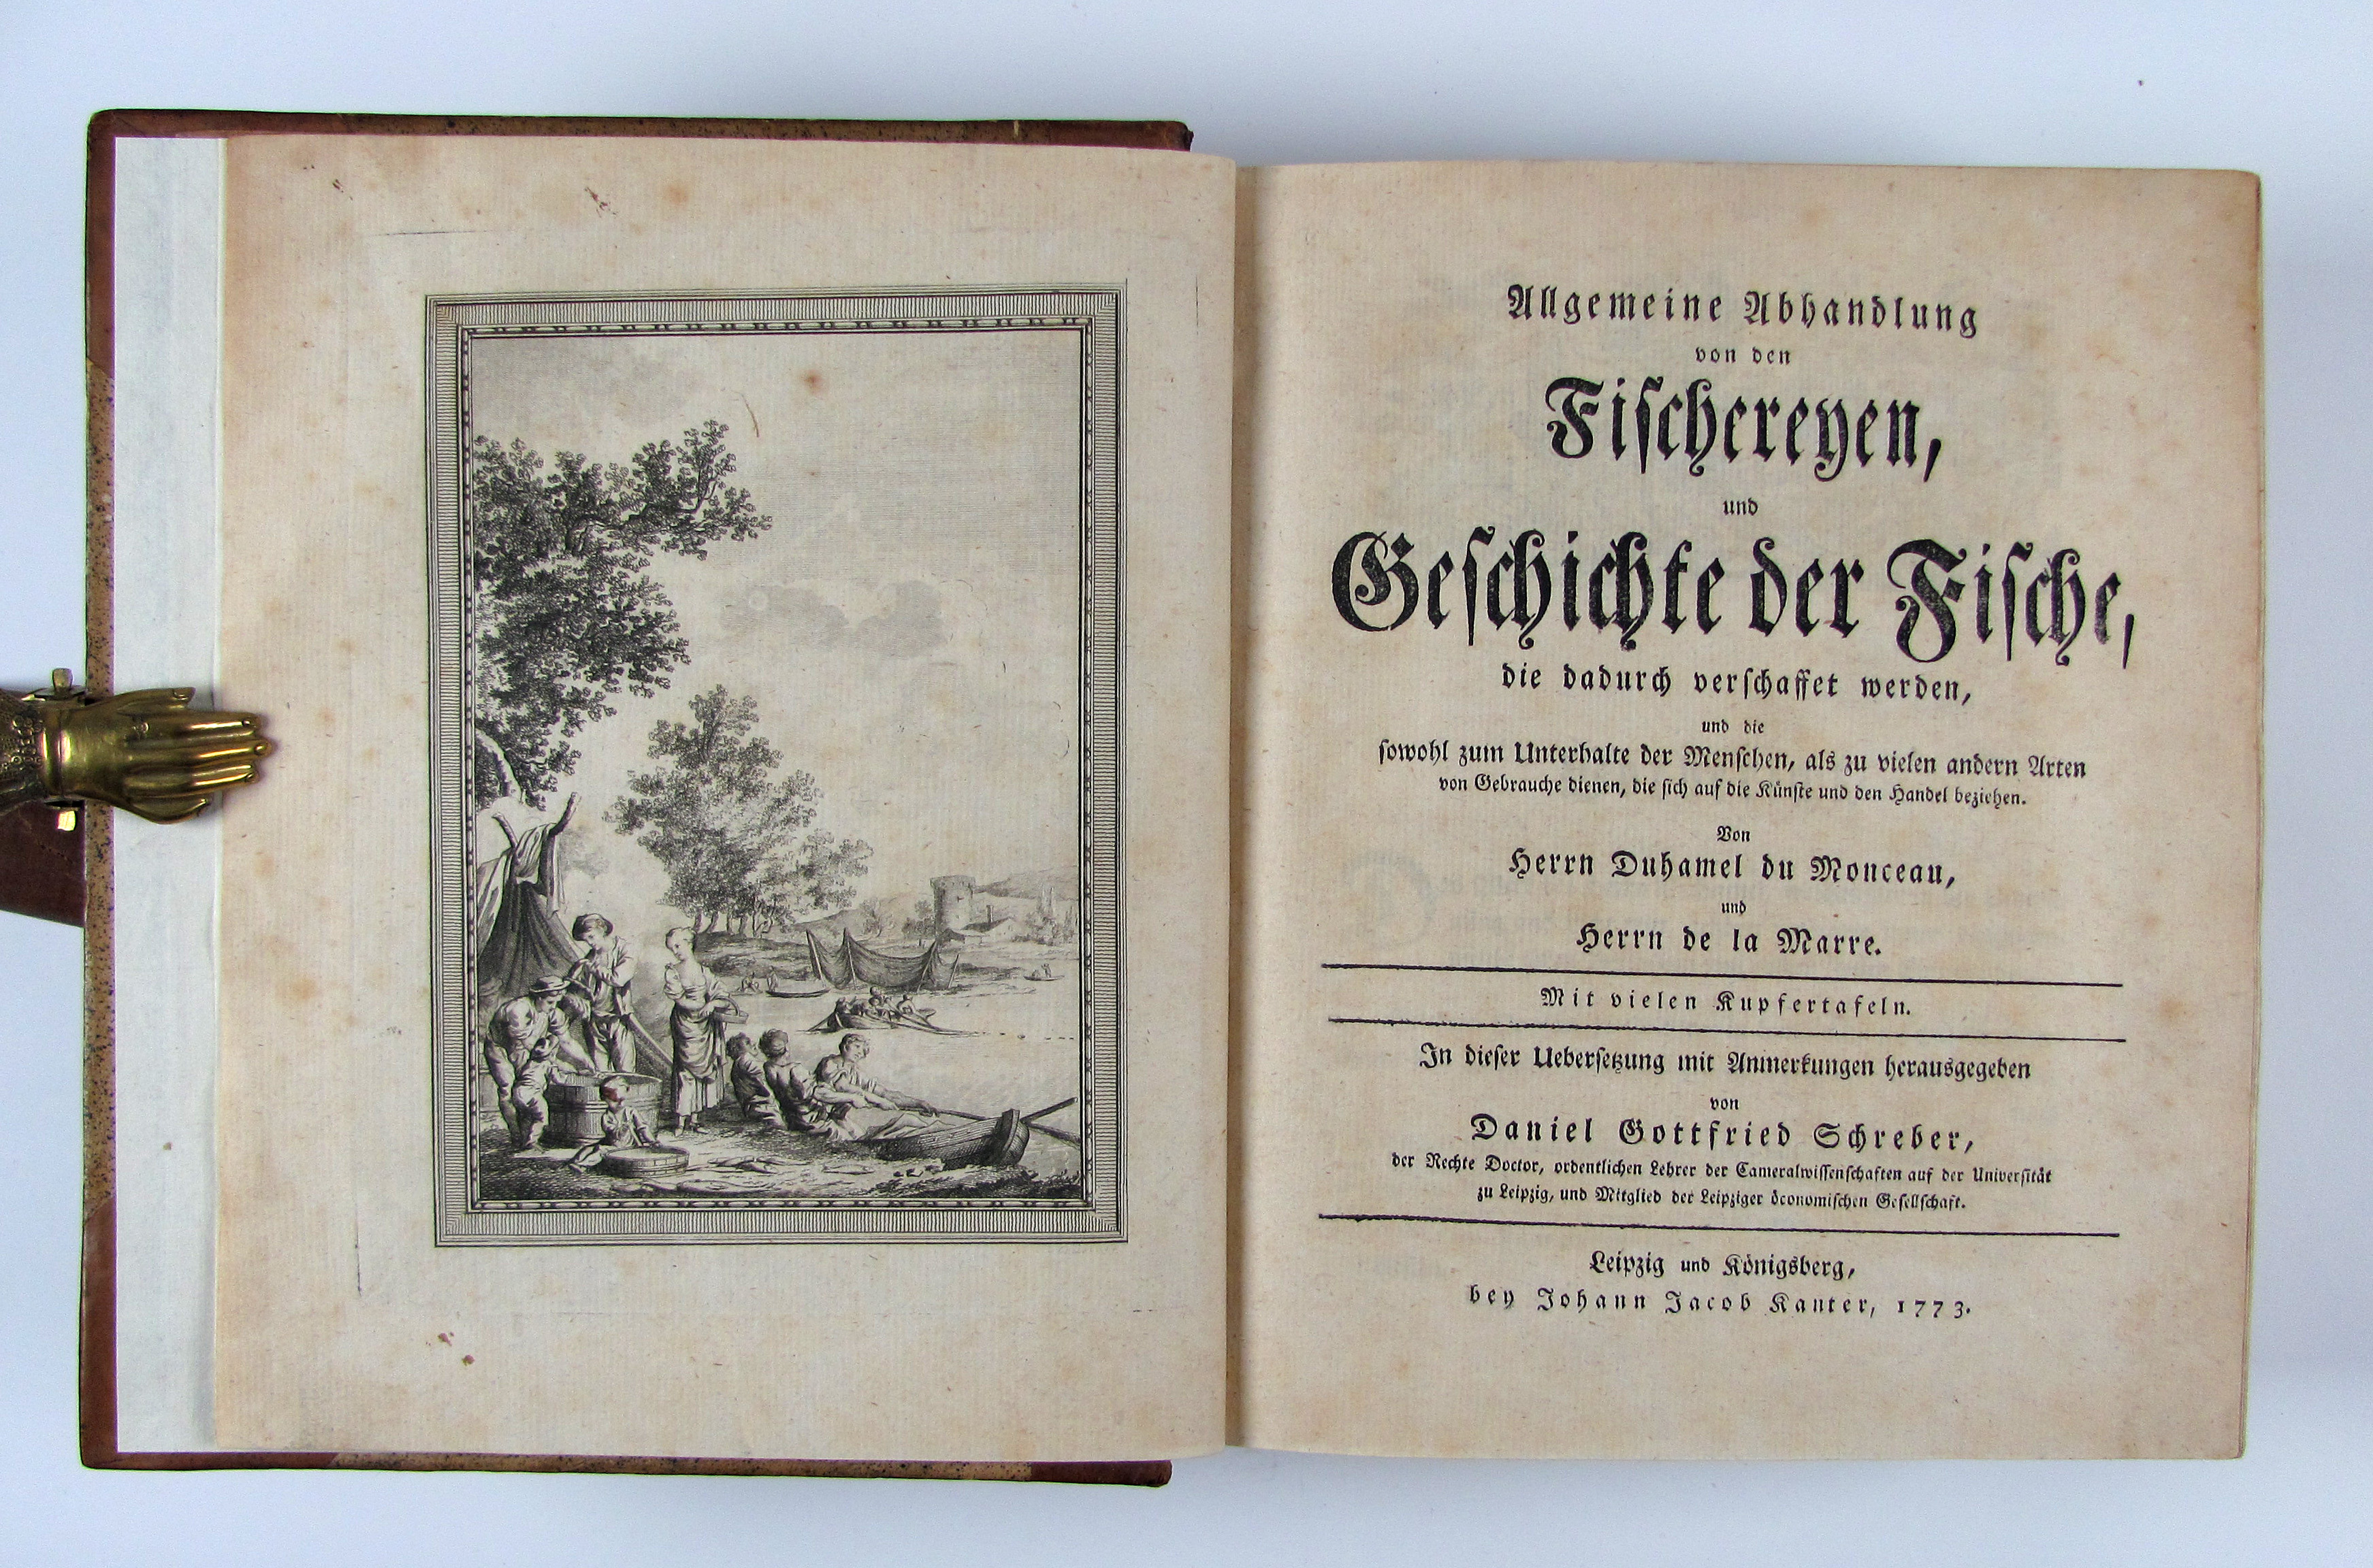 Allgemeine Abhandlung
von den
Fiſchereyen,
und
Geſchichte der Fiſche,
die dadurch verſchaffet werden,
und die
ſowohl zum Unterhalte der Menſchen, als zu vielen andern Arten
von Gebrauche dienen, die ſich auf die Künſte und den Handel beziehen.
Von
Herrn Duhamel du Monceau,
und
Herrn de la Marre.
Mit vielen Kupfertafeln.
In dieſer Ueberſetzung mit Anmerkungen herausgegeben
von
Daniel Gottfried Schreber,
der Rechte Doctor, ordentlichen Lehrer der Cameralwiſſenſchaften auf der Univerſität
zu Leipzig, und Mitglied der Leipziger öconomiſchen Geſellſchaft.
Leipzig und Königsberg,
bey Johann Jacob Kanter, 1773.